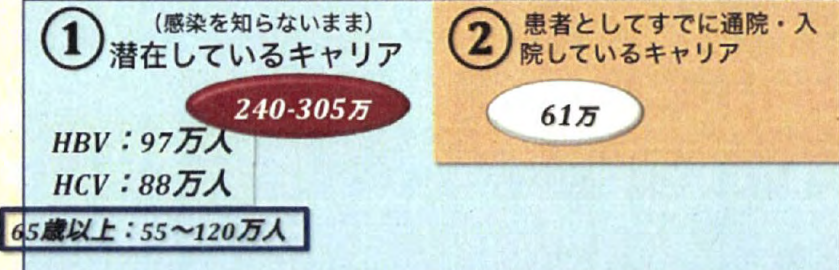 ① (感染を知らないまま)
潜在しているキャリア
240-305万
HBV：97万人
HCV：88万人
65歳以上：55～120万人
② 患者としてすでに通院・入
院しているキャリア
61万